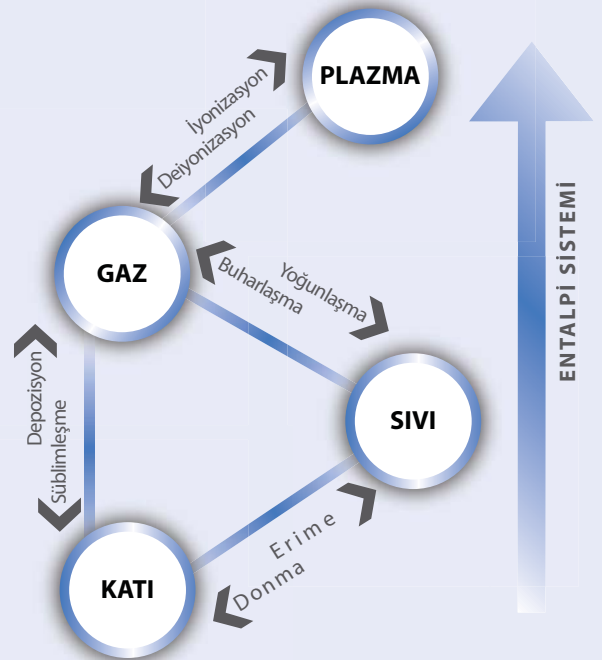 PLAZMA
İyonizasyon
Deiyonizasyon
GAZ
Yoğunlaşma
Buharlaşma
ENTALPİ SİSTEMİ
Depozisyon
Süblimleşme
SIVI
Erime
Donma
KATI